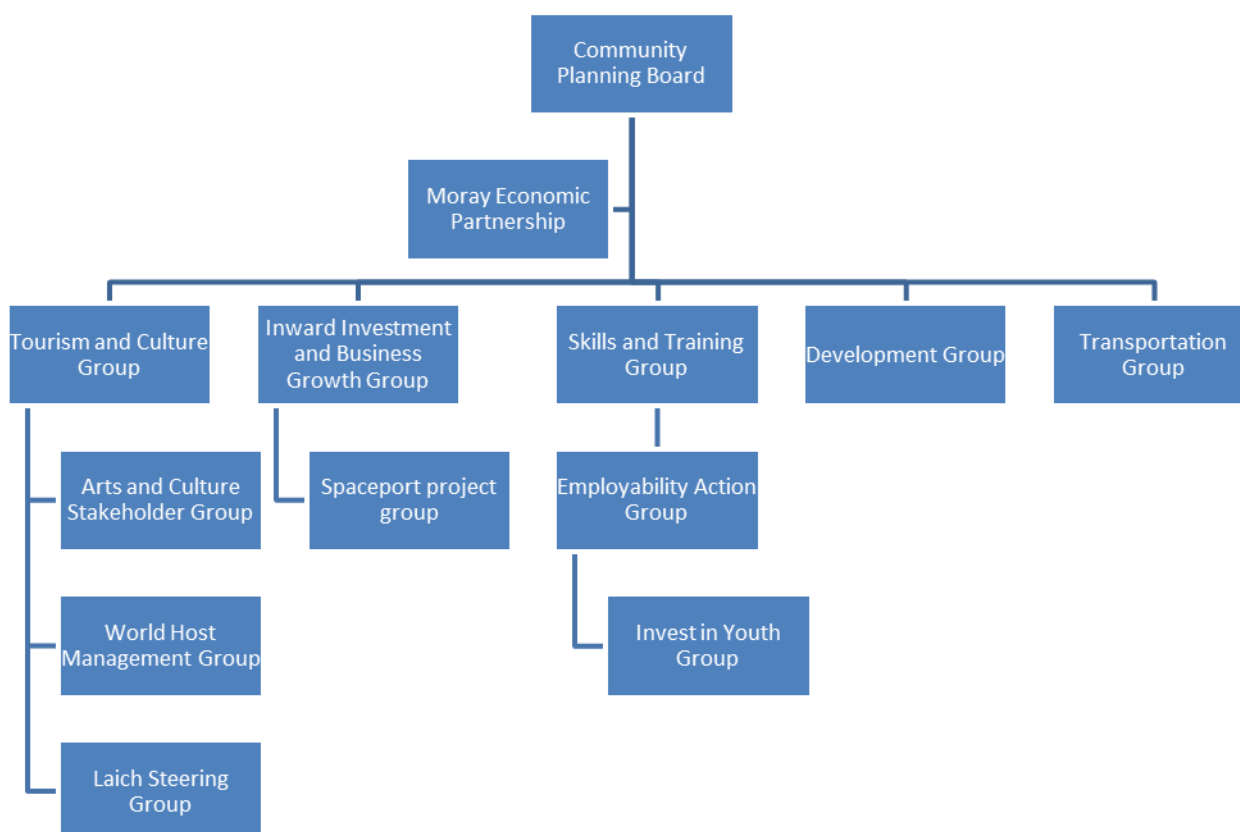 Community
Planning Board
Moray Economic
Partnership
Tourism and Culture
Group
Inward Investment
and Business
Growth Group
Skills and Training
Group
Development Group
Transportation
Group
Arts and Culture
Stakeholder Group
Spaceport project
group
Employability Action
Group
World Host
Management Group
Invest in Youth
Group
Laich Steering
Group